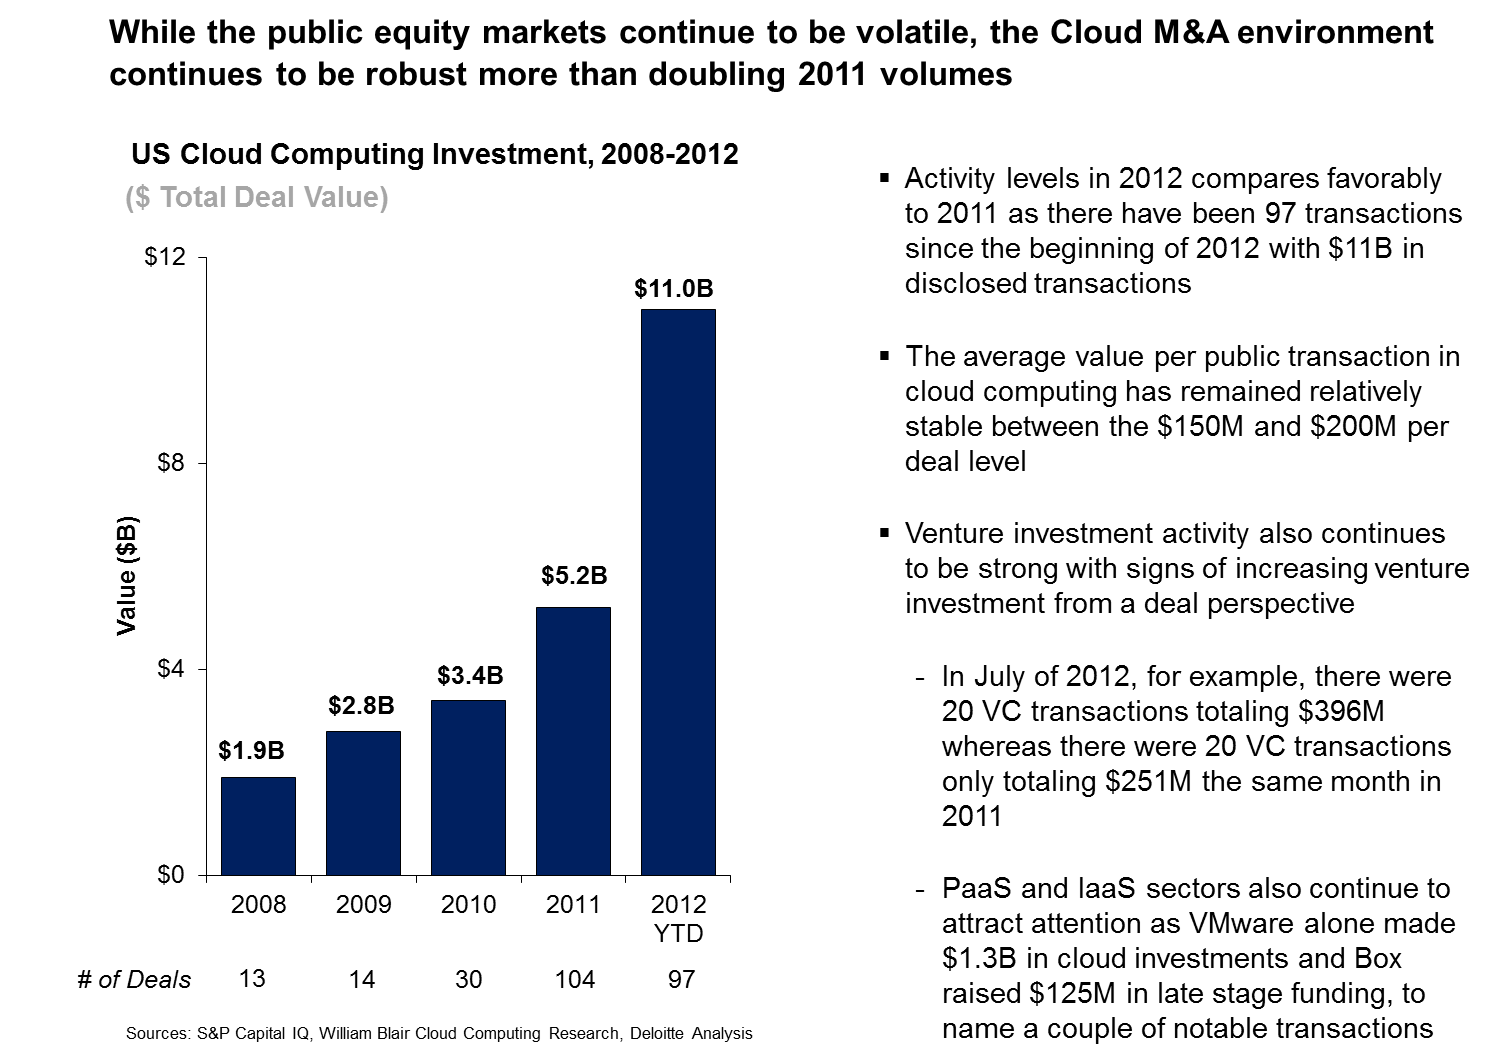 While the public equity markets continue to be volatile, the Cloud M&A environment
continues to be robust more than doubling 2011 volumes
US Cloud Computing Investment, 2008-2012
($ Total Deal Value)
$12
$8
$4
$0
Value ($B)
$1.9B
$2.8B
$3.4B
$5.2B
$11.0B
2008 2009 2010 2011 2012
YTD
# of Deals 13 14 30 104 97
Sources: S&P Capital IQ, William Blair Cloud Computing Research, Deloitte Analysis
▪ Activity levels in 2012 compares favorably
to 2011 as there have been 97 transactions
since the beginning of 2012 with $11B in
disclosed transactions
▪ The average value per public transaction in
cloud computing has remained relatively
stable between the $150M and $200M per
deal level
▪ Venture investment activity also continues
to be strong with signs of increasing venture
investment from a deal perspective
- In July of 2012, for example, there were
20 VC transactions totaling $396M
whereas there were 20 VC transactions
only totaling $251M the same month in
2011
- PaaS and IaaS sectors also continue to
attract attention as VMware alone made
$1.3B in cloud investments and Box
raised $125M in late stage funding, to
name a couple of notable transactions